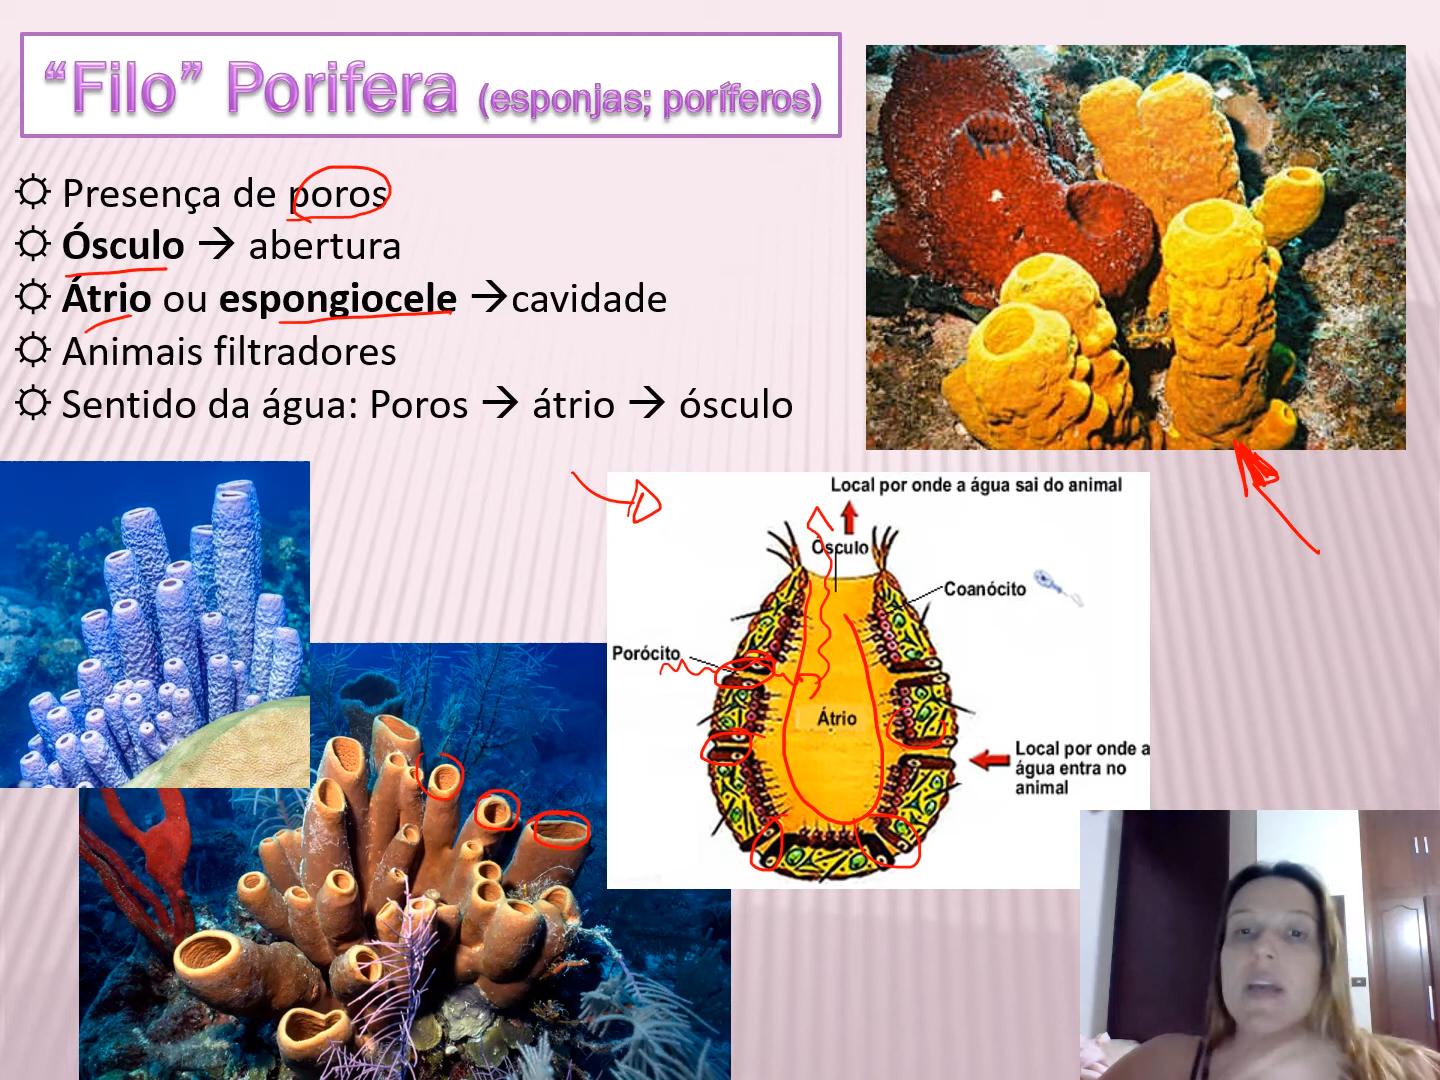 “Filo” Porifera (esponjas; poríferos)
Presença de poros
Ósculo → abertura
Átrio ou espongiocele →cavidade
Animais filtradores
Sentido da água: Poros → átrio → ósculo
Local por onde a água sai do animal
Ósculo
Coanócito
Porócito
Átrio
Local por onde a
água entra no
animal